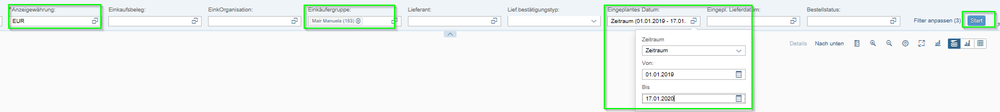 *Anzeigewährung: Einkaufsbeleg: EinkOrganisation: Einkäufergruppe: Lieferant: Lief.bestätigungstyp: Eingeplantes Datum: Eingepl. Lieferdatum: Bestellstatus:
EUR Mair Manuela (153) Zeitraum (01.01.2019 - 17.01. Filter anpassen (3) Start
Zeitraum
Details Nach unten
Zeitraum
Von:
01.01.2019
Bis
17.01.2020